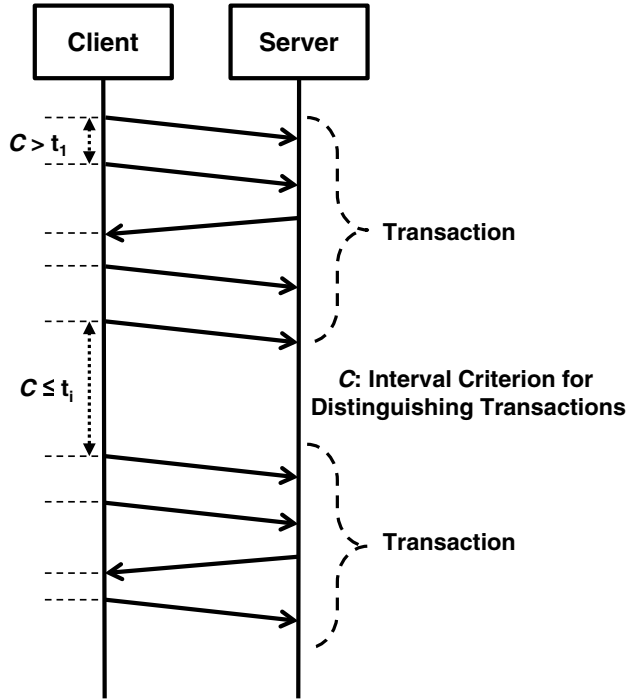 Client
Server
C > t₁
Transaction
C ≤ tᵢ
C: Interval Criterion for
Distinguishing Transactions
Transaction